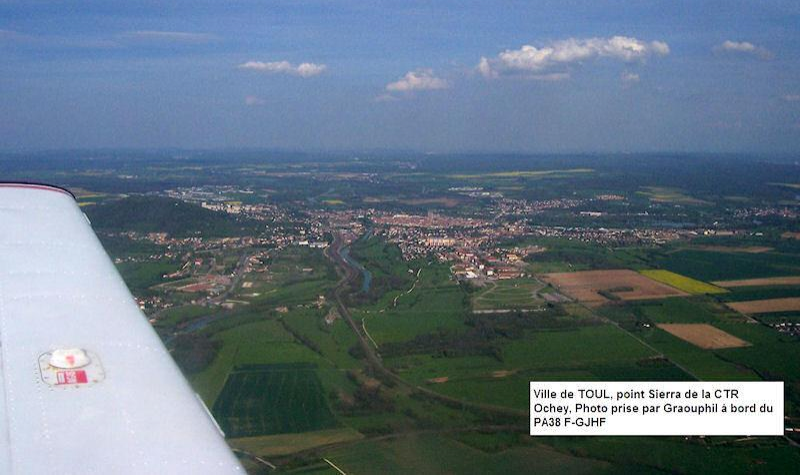 Ville de TOUL, point Sierra de la CTR
Ochey, Photo prise par Graouphil à bord du
PA38 F-GJHF